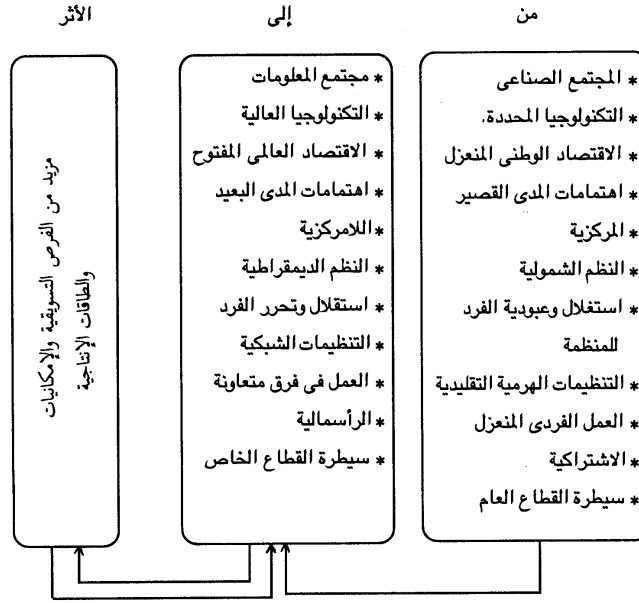 من
إلى
الأثر
* المجتمع الصناعى
* التكنولوجيا المحددة.
* الاقتصاد الوطنى المنعزل
* اهتمامات المدى القصير
* المركزية
* النظم الشمولية
* استغلال وعبودية الفرد
للمنظمة
* التنظيمات الهرمية التقليدية
* العمل الفردى المنعزل
* الاشتراكية
* سيطرة القطاع العام
* مجتمع المعلومات
* التكنولوجيا العالية
* الاقتصاد العالمى المفتوح
* اهتمامات المدى البعيد
* اللامركزية
* النظم الديمقراطية
* استقلال وتحرر الفرد
* التنظيمات الشبكية
* العمل فى فرق متعاونة
* الرأسمالية
* سيطرة القطاع الخاص
مزيد من الفرص التسويقية والإمكانيات
والطاقات الإنتاجية